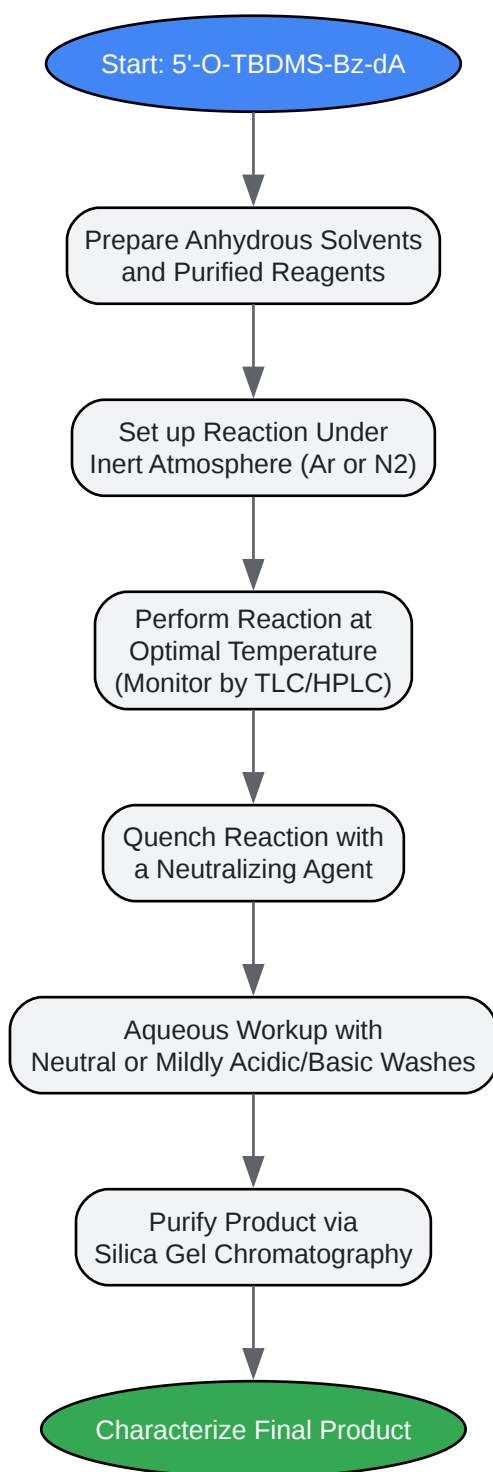 Start: 5'-O-TBDMS-Bz-dA
Prepare Anhydrous Solvents
and Purified Reagents
Set up Reaction Under
Inert Atmosphere (Ar or N2)
Perform Reaction at
Optimal Temperature
(Monitor by TLC/HPLC)
Quench Reaction with
a Neutralizing Agent
Aqueous Workup with
Neutral or Mildly Acidic/Basic Washes
Purify Product via
Silica Gel Chromatography
Characterize Final Product